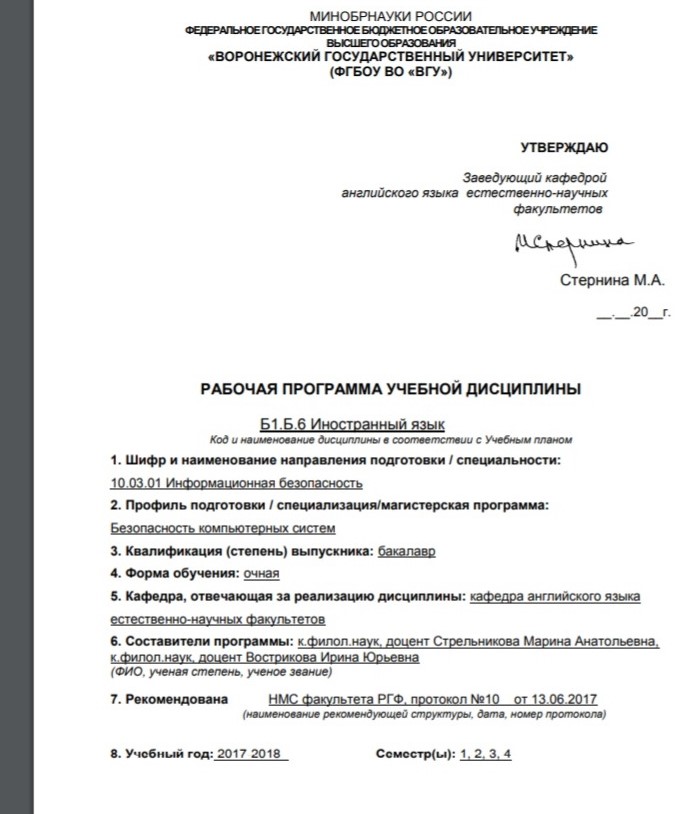 МИНОБРНАУКИ РОССИИ
ФЕДЕРАЛЬНОЕ ГОСУДАРСТВЕННОЕ БЮДЖЕТНОЕ ОБРАЗОВАТЕЛЬНОЕ УЧРЕЖДЕНИЕ
ВЫСШЕГО ОБРАЗОВАНИЯ
«ВОРОНЕЖСКИЙ ГОСУДАРСТВЕННЫЙ УНИВЕРСИТЕТ»
(ФГБОУ ВО «ВГУ»)
УТВЕРЖДАЮ
Заведующий кафедрой
английского языка естественно-научных
факультетов
МСтернина
Стернина М.А.
__.__.20__г.
РАБОЧАЯ ПРОГРАММА УЧЕБНОЙ ДИСЦИПЛИНЫ
Б1.Б.6 Иностранный язык
Код и наименование дисциплины в соответствии с Учебным планом
1. Шифр и наименование направления подготовки / специальности:
10.03.01 Информационная безопасность
2. Профиль подготовки / специализация/магистерская программа:
Безопасность компьютерных систем
3. Квалификация (степень) выпускника: бакалавр
4. Форма обучения: очная
5. Кафедра, отвечающая за реализацию дисциплины: кафедра английского языка
естественно-научных факультетов
6. Составители программы: к.филол.наук, доцент Стрельникова Марина Анатольевна,
к.филол.наук, доцент Вострикова Ирина Юрьевна
(ФИО, ученая степень, ученое звание)
7. Рекомендована НМС факультета РГФ, протокол №10 от 13.06.2017
(наименование рекомендующей структуры, дата, номер протокола)
8. Учебный год: 2017 2018 Семестр(ы): 1, 2, 3, 4